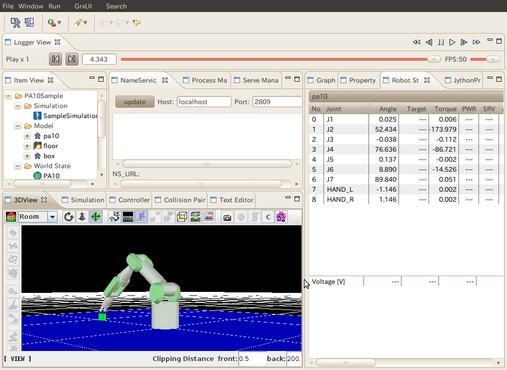 File Window Run GrxUI Search
Logger View
Play x 1 4.343 FPS:50
Item View
PA10Sample
Simulation
SampleSimulation
Model
pa10
floor
box
World State
PA10
NameServic Process Ma Serve Mana
update Host: localhost Port: 2809
NS_URL:
3DView Simulation Controller Collision Pair Text Editor
Room
[ VIEW ] Clipping Distance front: 0.5 back: 200.
Graph Property Robot St JythonPr
pa10
No Joint Angle Target Torque PWR SRV
0 J1 0.025 --- 0.006 --- ---
1 J2 52.434 --- -173.979 --- ---
2 J3 -0.038 --- -0.112 --- ---
3 J4 76.636 --- -86.721 --- ---
4 J5 0.137 --- -0.002 --- ---
5 J6 8.890 --- -14.526 --- ---
6 J7 89.840 --- 0.051 --- ---
7 HAND_L -1.146 --- 0.002 --- ---
8 HAND_R 1.146 --- 0.002 --- ---
Voltage [V] --- --- ---